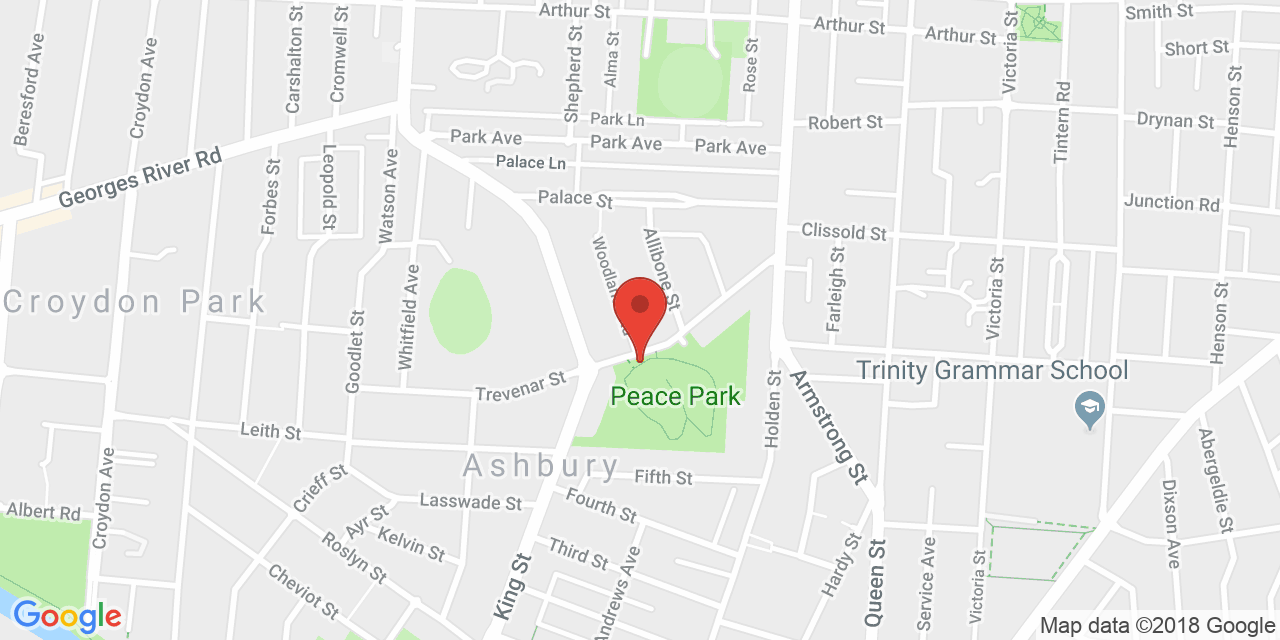 Arthur St
Arthur St
Arthur St
Smith St
Short St
Beresford Ave
Croydon Ave
Carshalton St
Cromwell St
Shepherd St
Alma St
Rose St
Victoria St
Tintern Rd
Henson St
Park Ln
Robert St
Drynan St
Park Ave
Park Ave
Park Ave
Palace Ln
Georges River Rd
Forbes St
Leopold St
Watson Ave
Palace St
Junction Rd
Clissold St
Allibone St
Farleigh St
Victoria St
Henson St
Croydon Park
Whitfield Ave
Goodlet St
Trevenar St
Peace Park
Holden St
Armstrong St
Trinity Grammar School
Leith St
Ashbury
Fifth St
Abergeldie St
Croydon Ave
Crieff St
Lasswade St
Fourth St
Dixson Ave
Albert Rd
Ayr St
Kelvin St
Roslyn St
Third St
Hardy St
Queen St
Service Ave
Victoria St
Cheviot St
King St
Andrews Ave
Google
Map data ©2018 Google